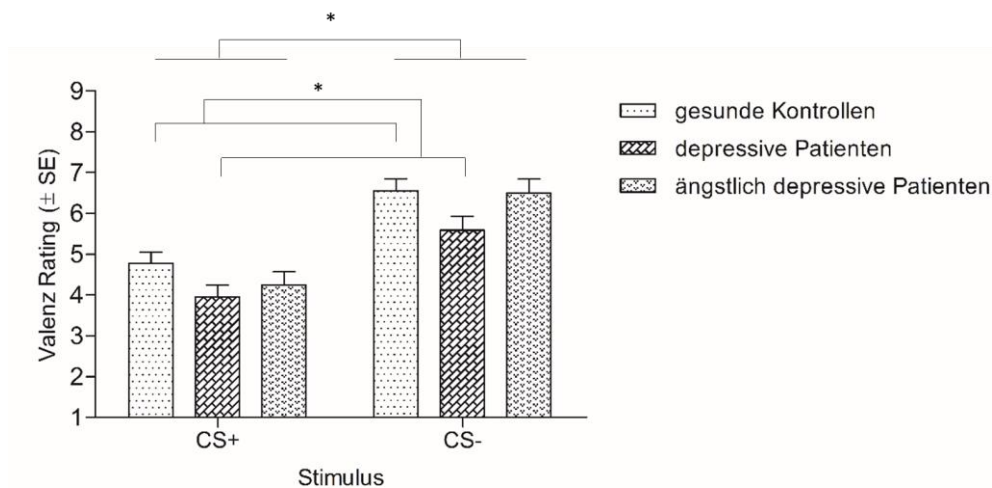 *
*
Valenz Rating (± SE)
9
8
7
6
5
4
3
2
1
CS+
CS-
Stimulus
gesunde Kontrollen
depressive Patienten
ängstlich depressive Patienten